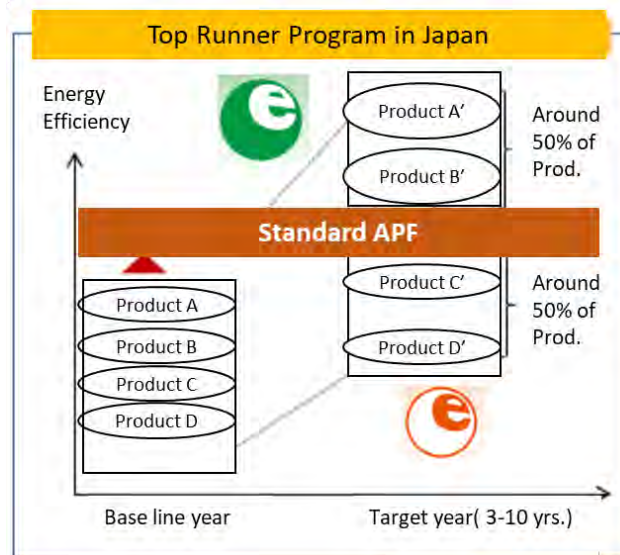 Top Runner Program in Japan
Energy
Efficiency
e
Product A′
Product B′
Around
50% of
Prod.
Standard APF
Product A
Product B
Product C
Product D
Product C′
Product D′
Around
50% of
Prod.
e
Base line year
Target year( 3-10 yrs.)